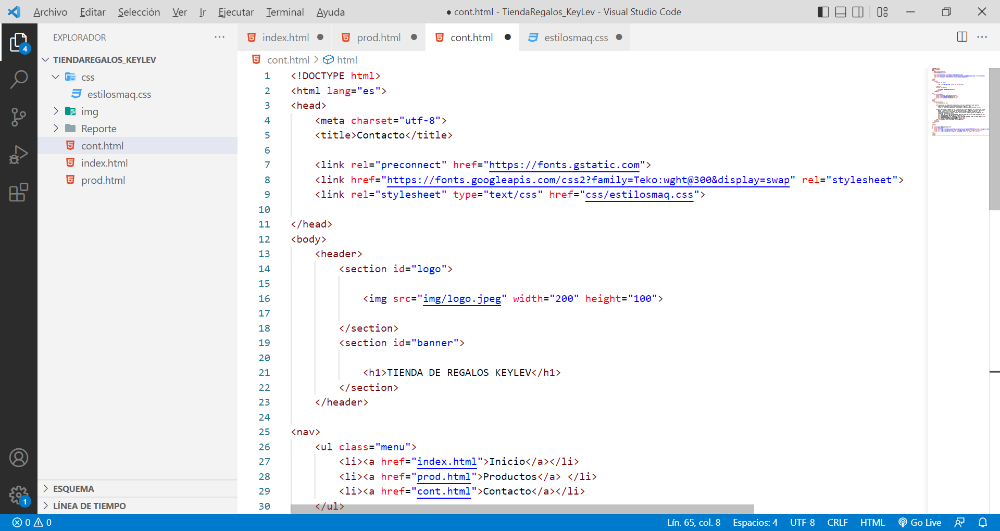 Archivo Editar Selección Ver Ir Ejecutar Terminal Ayuda
● cont.html - TiendaRegalos_KeyLev - Visual Studio Code
4
1
EXPLORADOR ···
TIENDAREGALOS_KEYLEV
css
estilosmaq.css
img
Reporte
cont.html
index.html
prod.html
ESQUEMA
LÍNEA DE TIEMPO
index.html ● prod.html ● cont.html ● estilosmaq.css ●
cont.html > html
1 <!DOCTYPE html>
2 <html lang="es">
3 <head>
4     <meta charset="utf-8">
5     <title>Contacto</title>
6
7     <link rel="preconnect" href="https://fonts.gstatic.com">
8     <link href="https://fonts.googleapis.com/css2?family=Teko:wght@300&display=swap" rel="stylesheet">
9     <link rel="stylesheet" type="text/css" href="css/estilosmaq.css">
10
11 </head>
12 <body>
13     <header>
14         <section id="logo">
15
16             <img src="img/logo.jpeg" width="200" height="100">
17
18         </section>
19         <section id="banner">
20
21             <h1>TIENDA DE REGALOS KEYLEV</h1>
22         </section>
23     </header>
24
25 <nav>
26     <ul class="menu">
27         <li><a href="index.html">Inicio</a></li>
28         <li><a href="prod.html">Productos</a> </li>
29         <li><a href="cont.html">Contacto</a></li>
30     </ul>
0 0
Lín. 65, col. 8 Espacios: 4 UTF-8 CRLF HTML Go Live